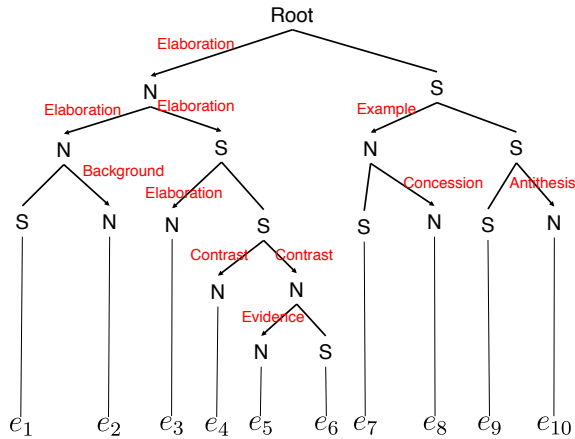 Root
Elaboration
N S
Elaboration Elaboration Example
N S N S
Background Elaboration Concession Antithesis
S N N S S N S N
Contrast Contrast
N N
Evidence
N S
e1 e2 e3 e4 e5 e6 e7 e8 e9 e10